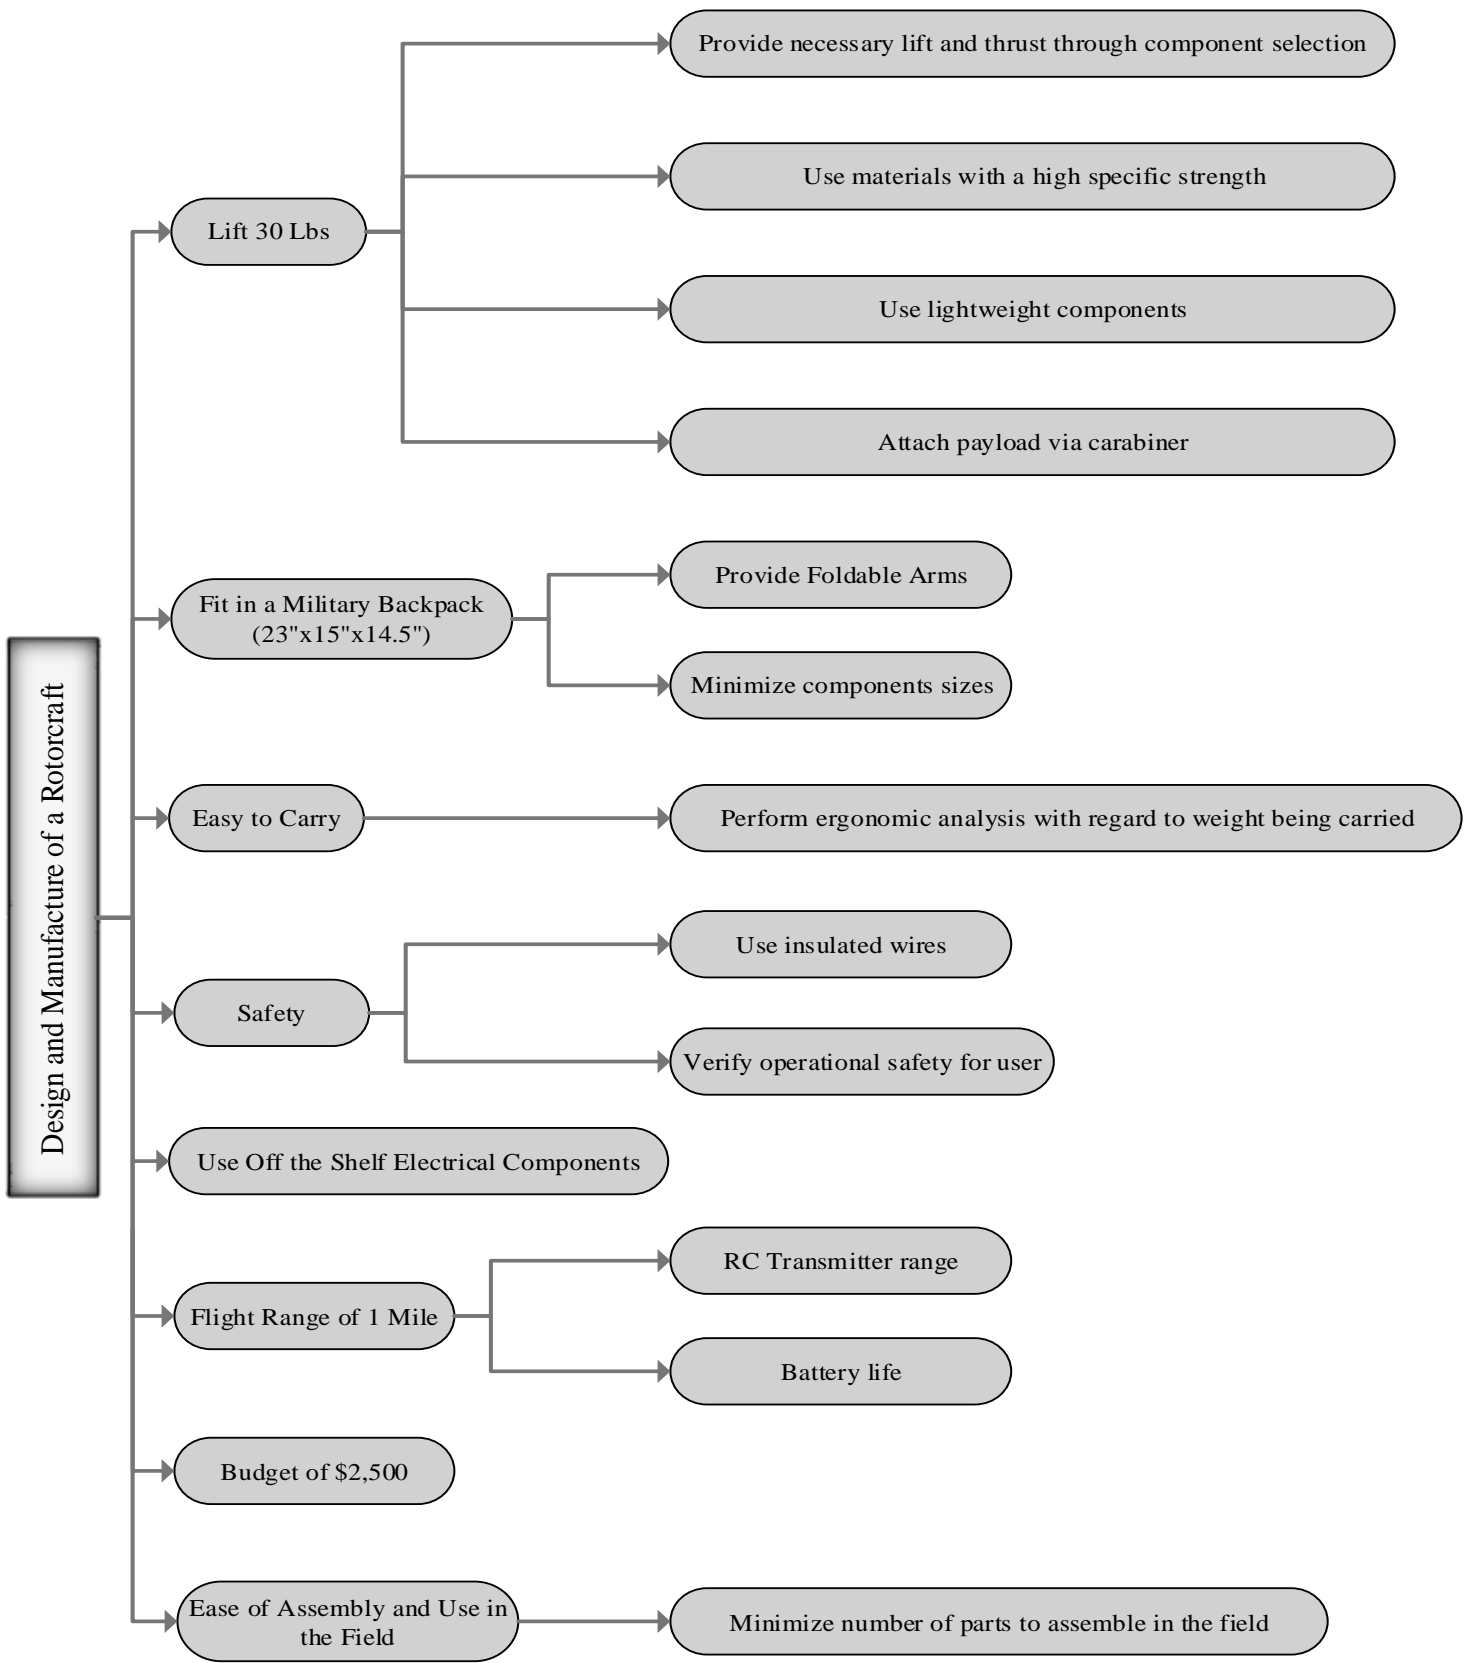 Design and Manufacture of a Rotorcraft
Lift 30 Lbs
Provide necessary lift and thrust through component selection
Use materials with a high specific strength
Use lightweight components
Attach payload via carabiner
Fit in a Military Backpack
(23"x15"x14.5")
Provide Foldable Arms
Minimize components sizes
Easy to Carry
Perform ergonomic analysis with regard to weight being carried
Safety
Use insulated wires
Verify operational safety for user
Use Off the Shelf Electrical Components
Flight Range of 1 Mile
RC Transmitter range
Battery life
Budget of $2,500
Ease of Assembly and Use in
the Field
Minimize number of parts to assemble in the field